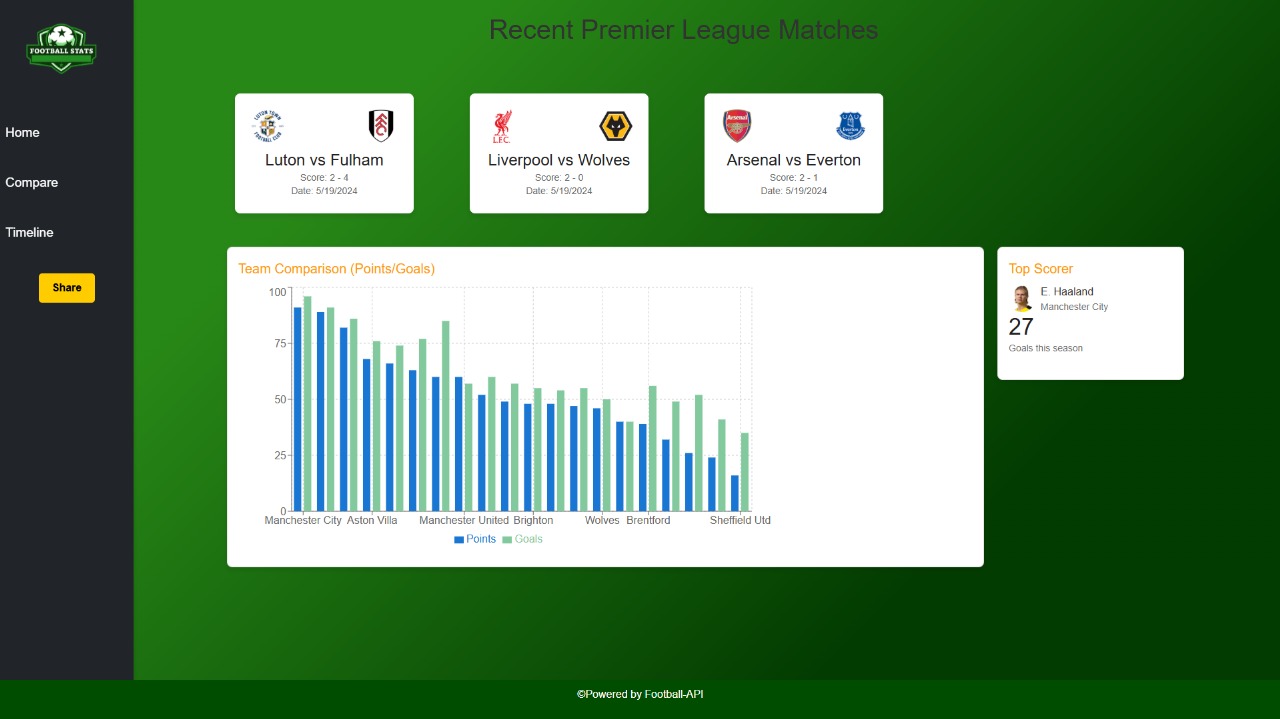 FOOTBALL STATS
Home
Compare
Timeline
Share
Recent Premier League Matches
LUTON TOWN
FOOTBALL CLUB
Luton vs Fulham
Score: 2 - 4
Date: 5/19/2024
L.F.C.
Liverpool vs Wolves
Score: 2 - 0
Date: 5/19/2024
Arsenal
Everton
Arsenal vs Everton
Score: 2 - 1
Date: 5/19/2024
Team Comparison (Points/Goals)
100
75
50
25
0
Manchester City Aston Villa Manchester United Brighton Wolves Brentford Sheffield Utd
Points Goals
Top Scorer
E. Haaland
Manchester City
27
Goals this season
©Powered by Football-API